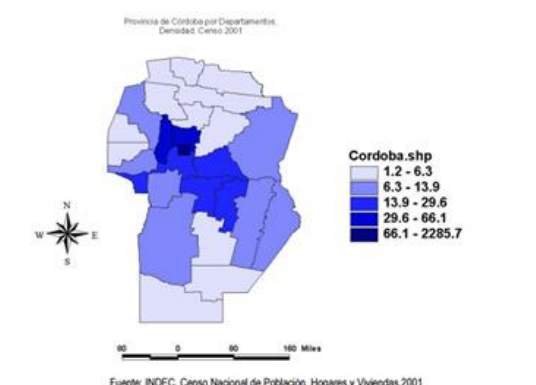 Provincia de Córdoba por Departamentos.
Densidad. Censo 2001
Cordoba.shp
1.2 - 6.3
6.3 - 13.9
13.9 - 29.6
29.6 - 66.1
66.1 - 2285.7
N
W E
S
80 0 80 160 Miles
Fuente: INDEC. Censo Nacional de Población, Hogares y Viviendas 2001